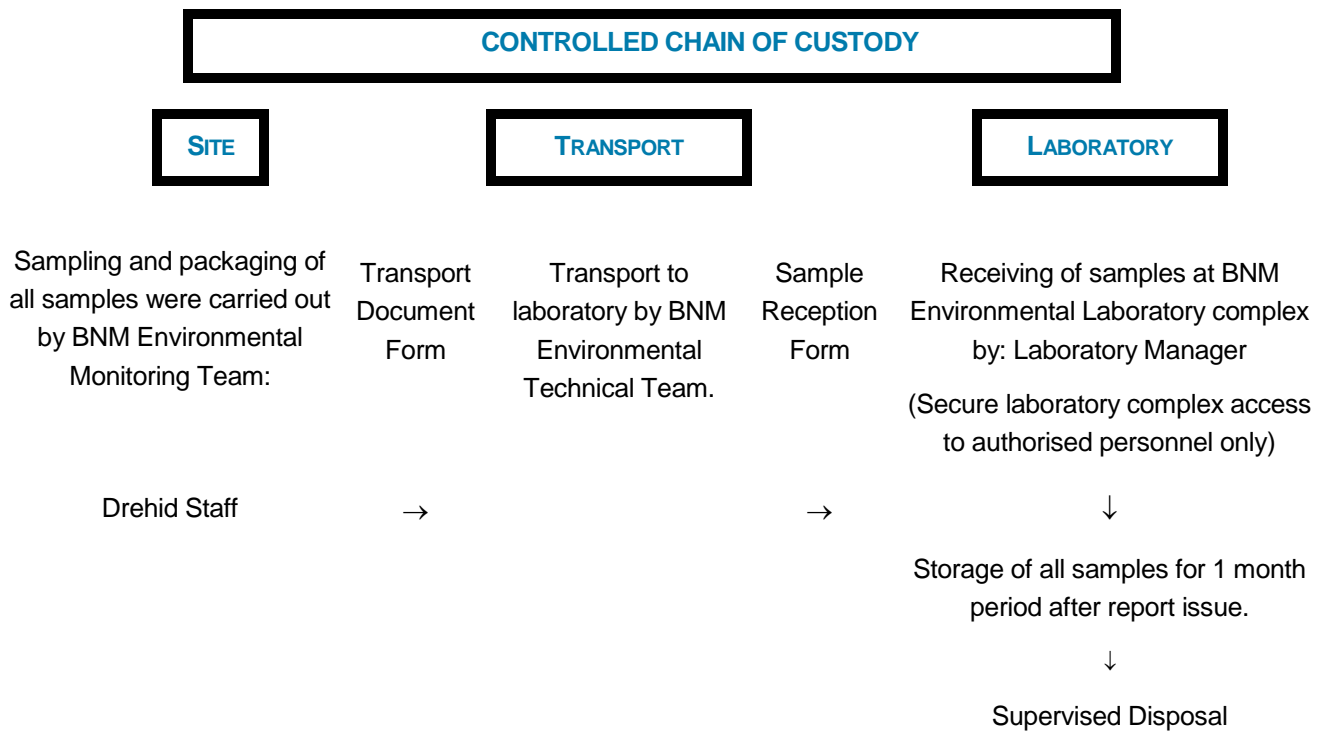 CONTROLLED CHAIN OF CUSTODY
SITE
TRANSPORT
LABORATORY
Sampling and packaging of
all samples were carried out
by BNM Environmental
Monitoring Team:
Drehid Staff
Transport
Document
Form
→
Transport to
laboratory by BNM
Environmental
Technical Team.
Sample
Reception
Form
→
Receiving of samples at BNM
Environmental Laboratory complex
by: Laboratory Manager
(Secure laboratory complex access
to authorised personnel only)
↓
Storage of all samples for 1 month
period after report issue.
↓
Supervised Disposal